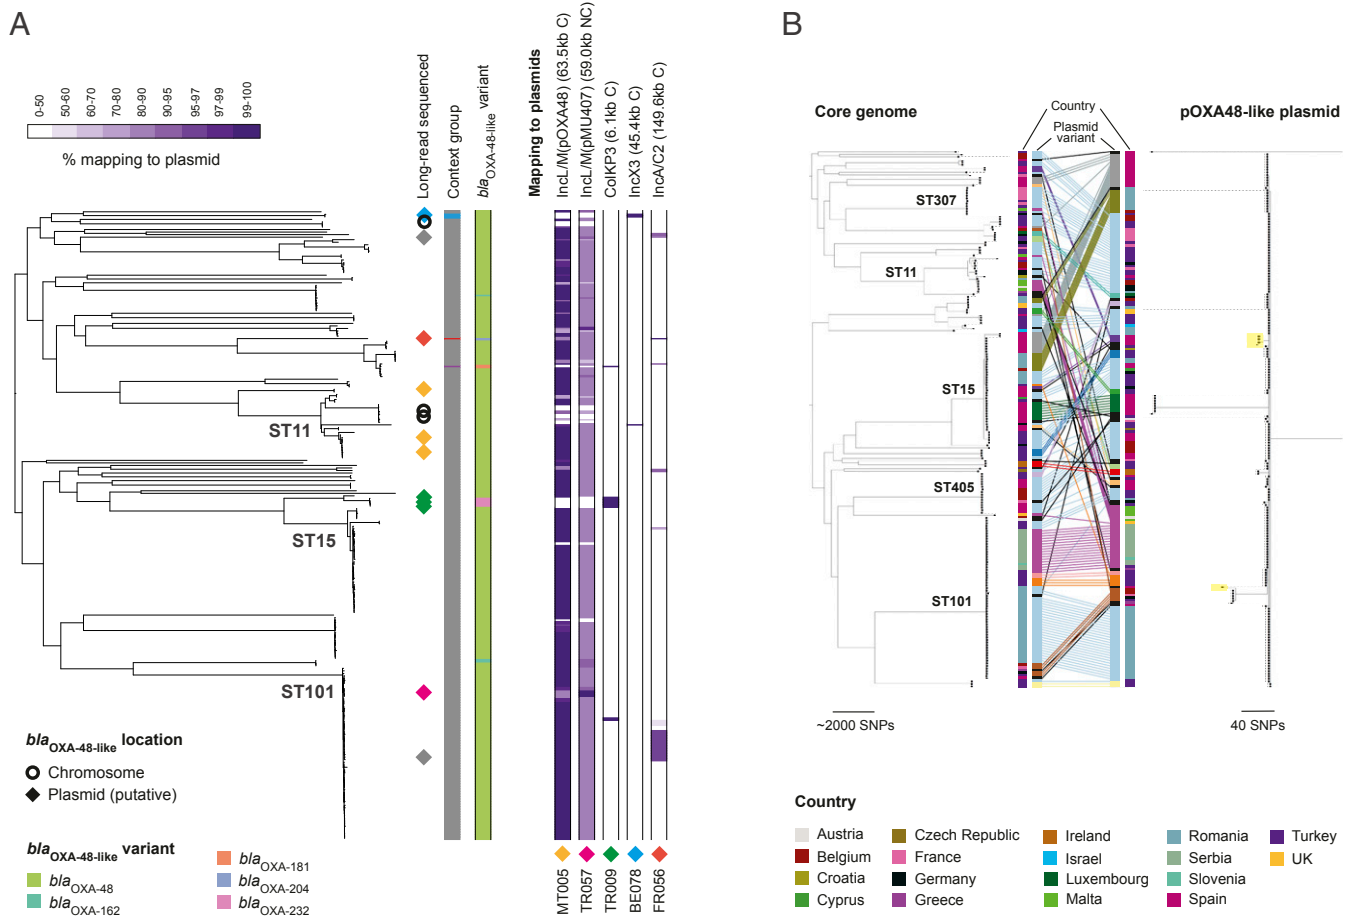 A
B
0-50
50-60
60-70
70-80
80-90
90-95
95-97
97-99
99-100
% mapping to plasmid
Long-read sequenced
Context group
blaOXA-48-like variant
Mapping to plasmids
IncL/M(pOXA48) (63.5kb C)
IncL/M(pMU407) (59.0kb NC)
ColKP3 (6.1kb C)
IncX3 (45.4kb C)
IncA/C2 (149.6kb C)
ST11
ST15
ST101
blaOXA-48-like location
Chromosome
Plasmid (putative)
blaOXA-48-like variant
blaOXA-48
blaOXA-162
blaOXA-181
blaOXA-204
blaOXA-232
MT005
TR057
TR009
BE078
FR056
Core genome
Country
Plasmid
variant
pOXA48-like plasmid
ST307
ST11
ST15
ST405
ST101
~2000 SNPs
40 SNPs
Country
Austria
Belgium
Croatia
Cyprus
Czech Republic
France
Germany
Greece
Ireland
Israel
Luxembourg
Malta
Romania
Serbia
Slovenia
Spain
Turkey
UK